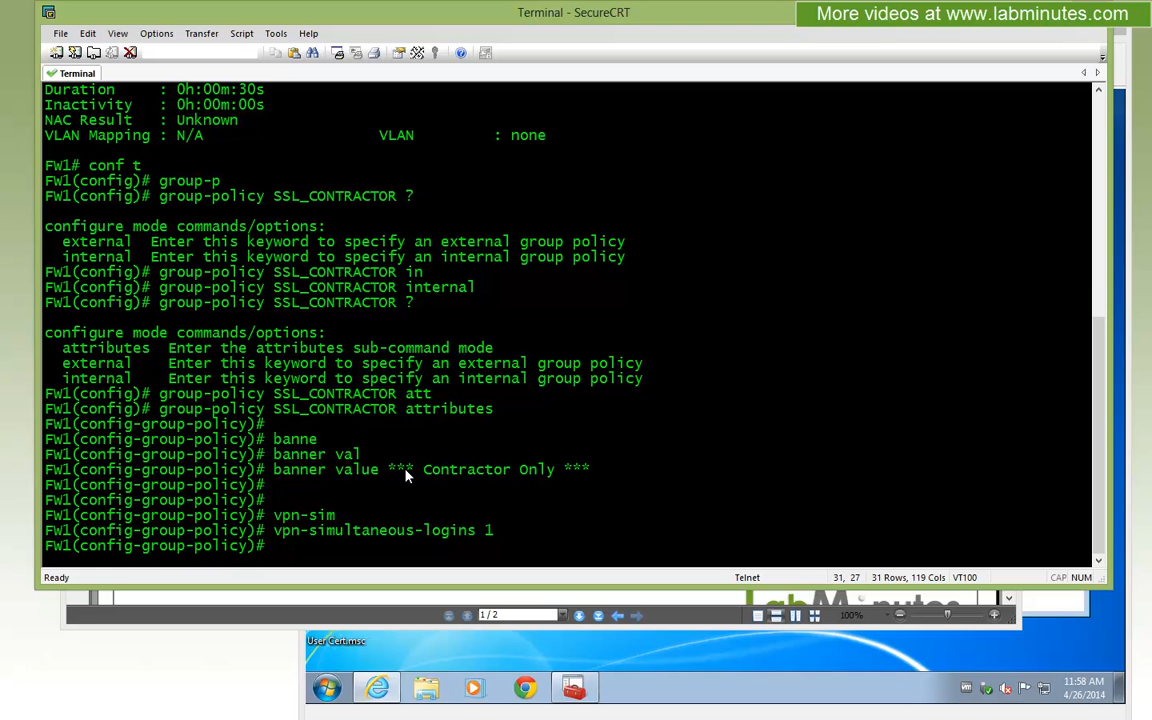 Terminal - SecureCRT
More videos at www.labminutes.com
File Edit View Options Transfer Script Tools Help
Terminal
Duration     : 0h:00m:30s
Inactivity   : 0h:00m:00s
NAC Result   : Unknown
VLAN Mapping : N/A                    VLAN         : none
FW1# conf t
FW1(config)# group-p
FW1(config)# group-policy SSL_CONTRACTOR ?
configure mode commands/options:
  external  Enter this keyword to specify an external group policy
  internal  Enter this keyword to specify an internal group policy
FW1(config)# group-policy SSL_CONTRACTOR in
FW1(config)# group-policy SSL_CONTRACTOR internal
FW1(config)# group-policy SSL_CONTRACTOR ?
configure mode commands/options:
  attributes  Enter the attributes sub-command mode
  external    Enter this keyword to specify an external group policy
  internal    Enter this keyword to specify an internal group policy
FW1(config)# group-policy SSL_CONTRACTOR att
FW1(config)# group-policy SSL_CONTRACTOR attributes
FW1(config-group-policy)#
FW1(config-group-policy)# banne
FW1(config-group-policy)# banner val
FW1(config-group-policy)# banner value *** Contractor Only ***
FW1(config-group-policy)#
FW1(config-group-policy)#
FW1(config-group-policy)# vpn-sim
FW1(config-group-policy)# vpn-simultaneous-logins 1
FW1(config-group-policy)#
Ready Telnet 31, 27 31 Rows, 119 Cols VT100 CAP NUM
1/2 100%
User Cert.msc
11:58 AM
4/26/2014